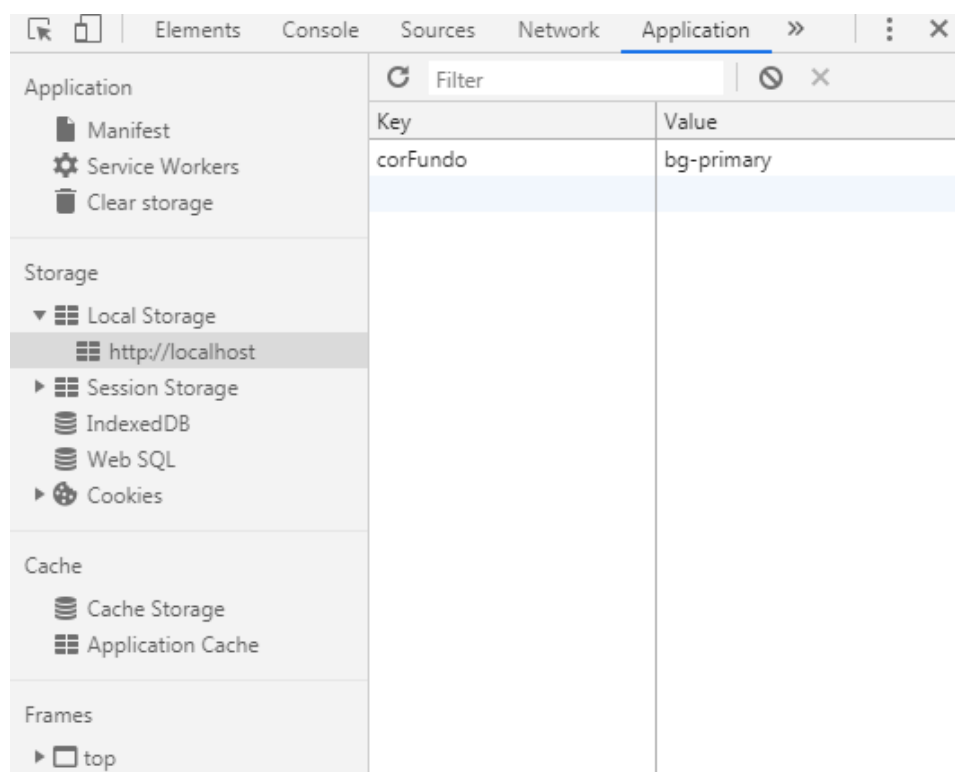 Elements Console Sources Network Application »
Application
Manifest
Service Workers
Clear storage
Storage
Local Storage
http://localhost
Session Storage
IndexedDB
Web SQL
Cookies
Cache
Cache Storage
Application Cache
Frames
top
Filter
Key Value
corFundo bg-primary